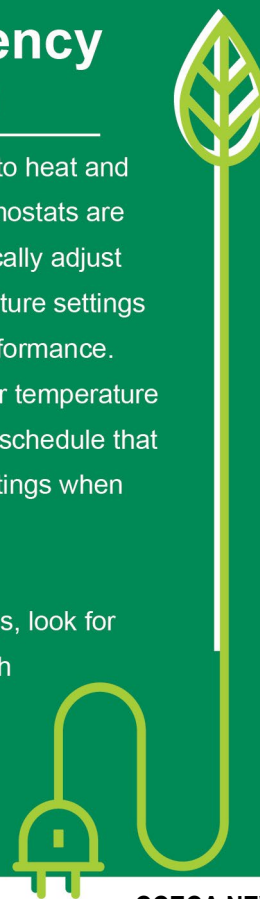 ency
to heat and
nostats are
cally adjust
ture settings
formance.
r temperature
schedule that
tings when
s, look for
h